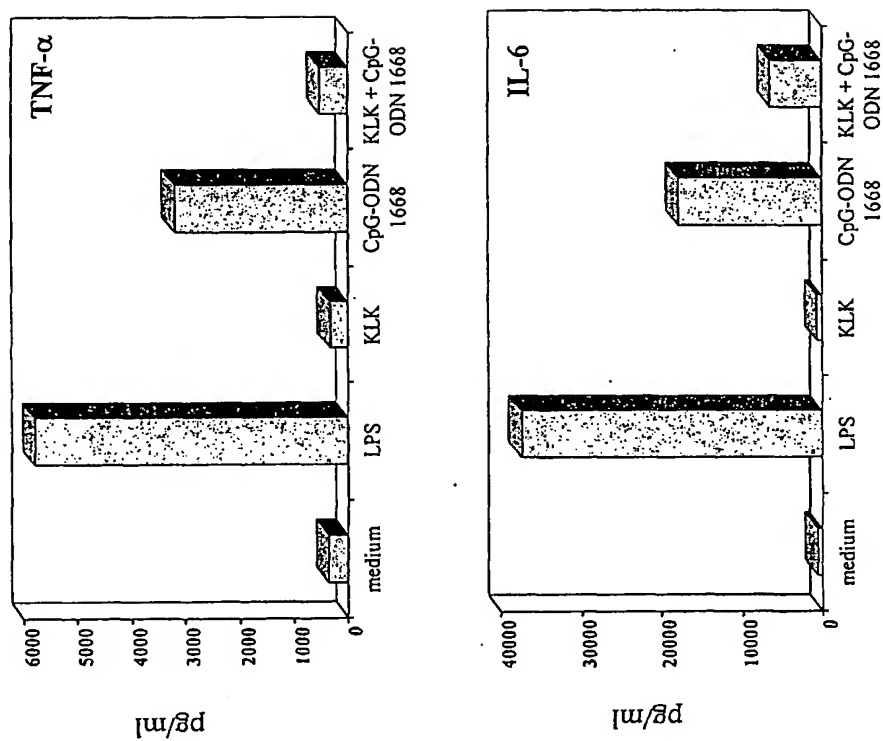 TNF-α
pg/ml
6000
5000
4000
3000
2000
1000
0
medium
LPS
KLK
CpG-ODN
1668
KLK + CpG-
ODN 1668
IL-6
pg/ml
40000
30000
20000
10000
0
medium
LPS
KLK
CpG-ODN
1668
KLK + CpG-
ODN 1668